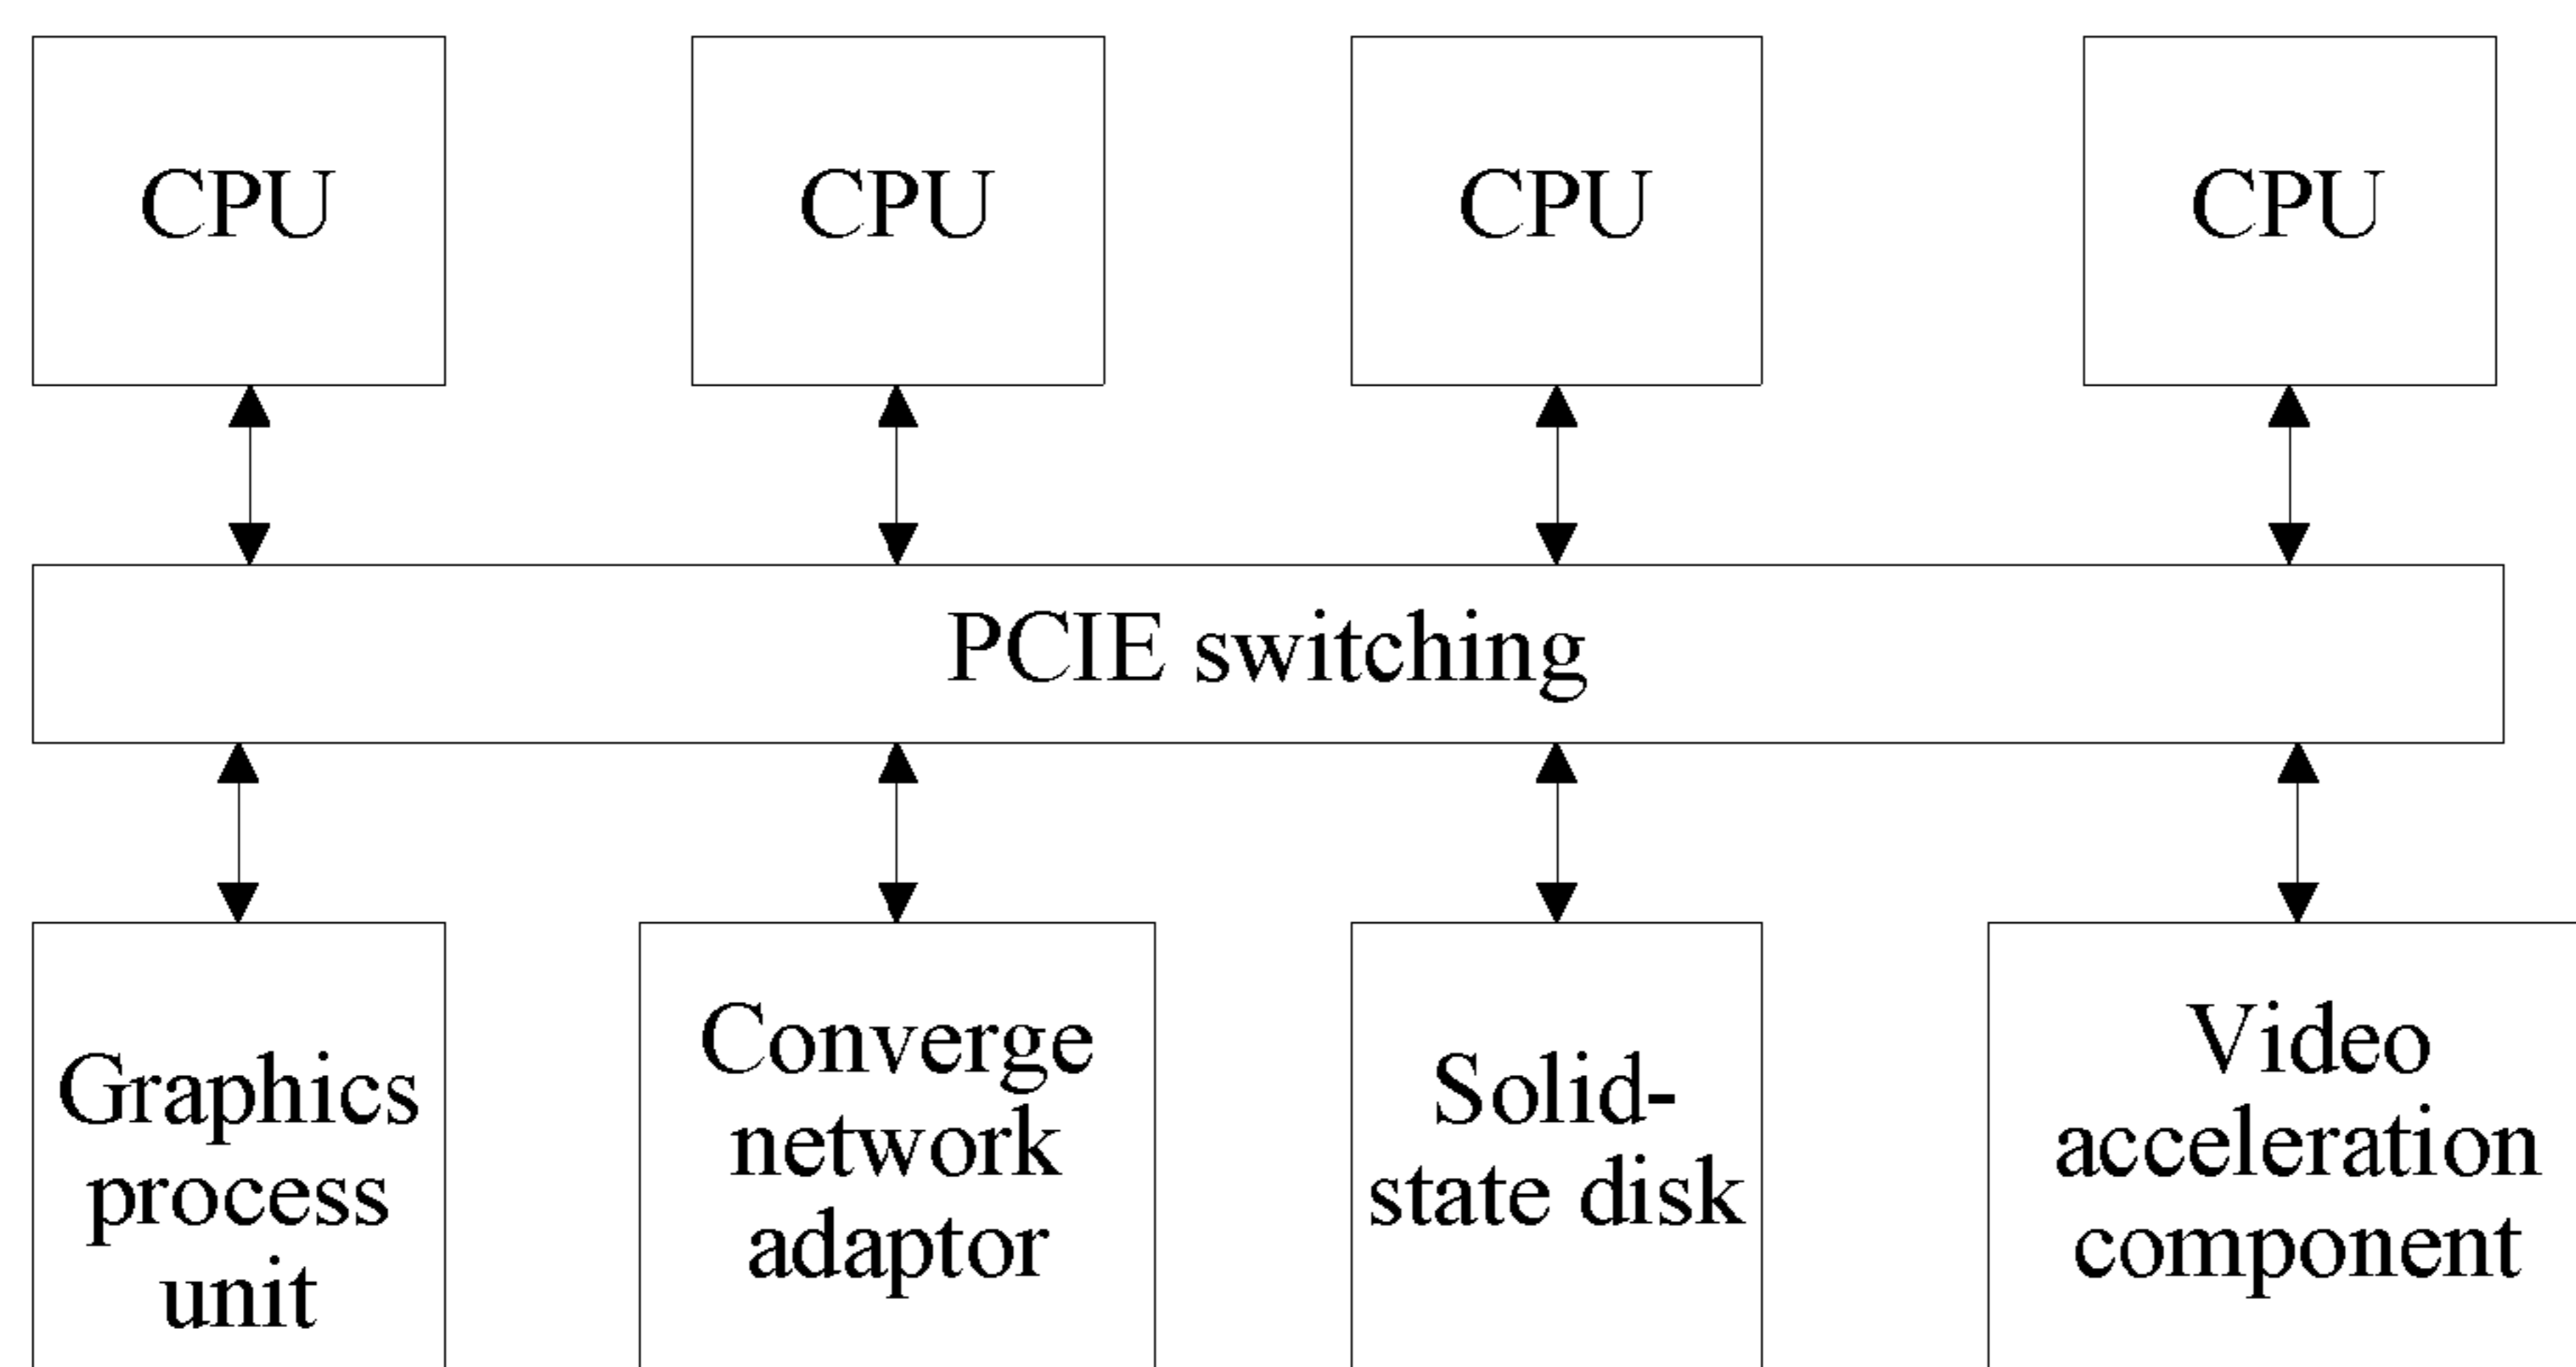 CPU
CPU
CPU
CPU
PCIE switching
Graphics
process
unit
Converge
network
adaptor
Solid-
state disk
Video
acceleration
component